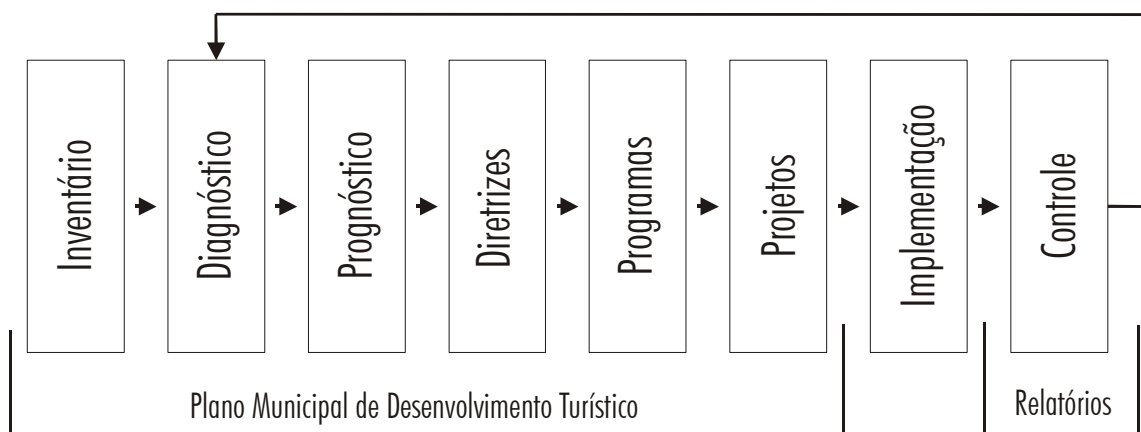 Inventário
Diagnóstico
Prognóstico
Diretrizes
Programas
Projetos
Implementação
Controle
Plano Municipal de Desenvolvimento Turístico
Relatórios